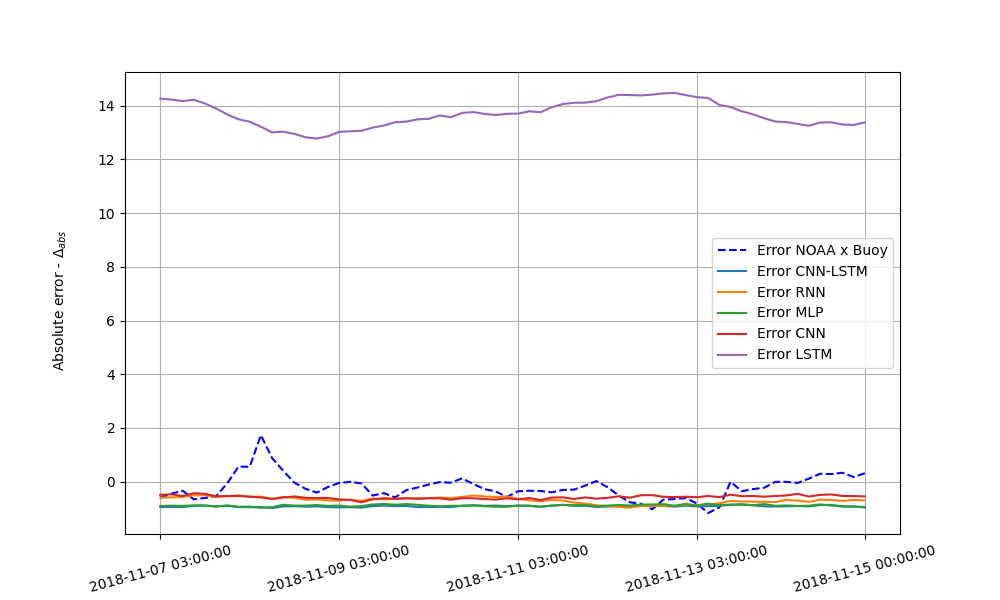 14
12
10
8
6
4
2
0
Absolute error - Δabs
Error NOAA x Buoy
Error CNN-LSTM
Error RNN
Error MLP
Error CNN
Error LSTM
2018-11-07 03:00:00
2018-11-09 03:00:00
2018-11-11 03:00:00
2018-11-13 03:00:00
2018-11-15 00:00:00